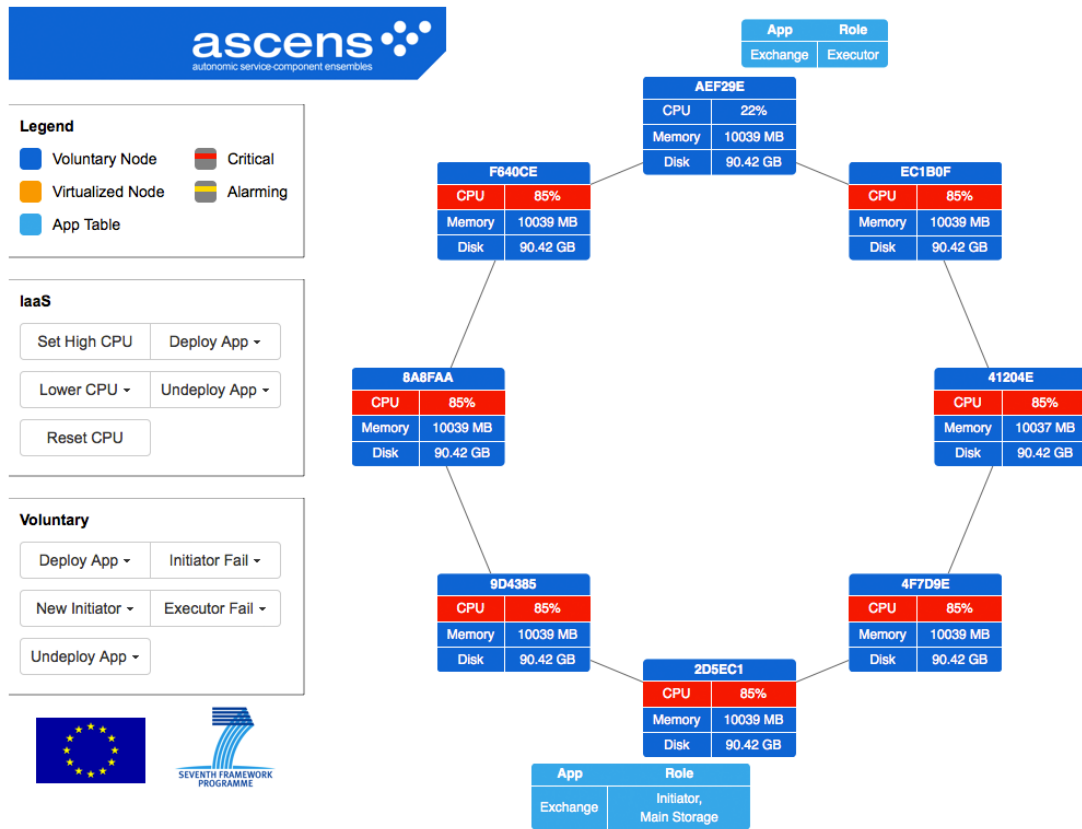 ascens
autonomic service-component ensembles
Legend
Voluntary Node
Critical
Virtualized Node
Alarming
App Table
IaaS
Set High CPU
Deploy App
Lower CPU
Undeploy App
Reset CPU
Voluntary
Deploy App
Initiator Fail
New Initiator
Executor Fail
Undeploy App
SEVENTH FRAMEWORK
PROGRAMME
App Role
Exchange Executor
AEF29E
CPU 22%
Memory 10039 MB
Disk 90.42 GB
F640CE
CPU 85%
Memory 10039 MB
Disk 90.42 GB
EC1B0F
CPU 85%
Memory 10039 MB
Disk 90.42 GB
8A8FAA
CPU 85%
Memory 10039 MB
Disk 90.42 GB
41204E
CPU 85%
Memory 10037 MB
Disk 90.42 GB
9D4385
CPU 85%
Memory 10039 MB
Disk 90.42 GB
4F7D9E
CPU 85%
Memory 10039 MB
Disk 90.42 GB
2D5EC1
CPU 85%
Memory 10039 MB
Disk 90.42 GB
App Role
Exchange Initiator,
Main Storage